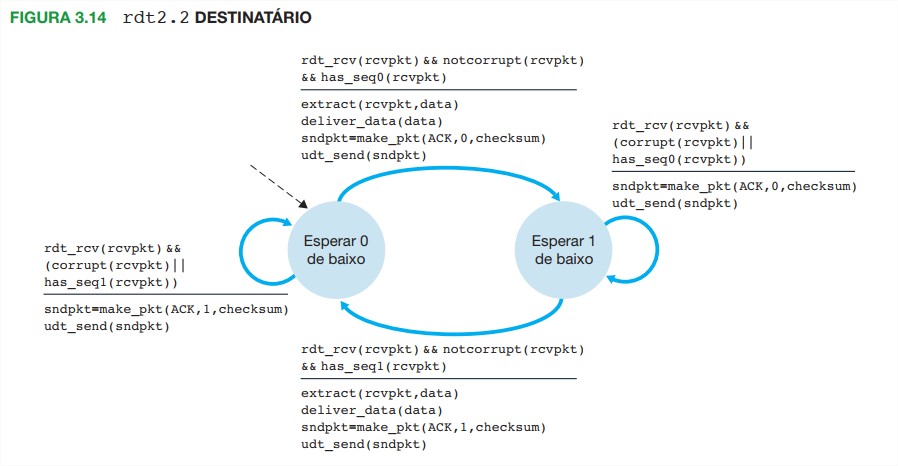 FIGURA 3.14 rdt2.2 DESTINATÁRIO
rdt_rcv(rcvpkt) && notcorrupt(rcvpkt)
&& has_seq0(rcvpkt)
extract(rcvpkt,data)
deliver_data(data)
sndpkt=make_pkt(ACK,0,checksum)
udt_send(sndpkt)
rdt_rcv(rcvpkt) &&
(corrupt(rcvpkt)||
has_seq0(rcvpkt))
sndpkt=make_pkt(ACK,0,checksum)
udt_send(sndpkt)
Esperar 0
de baixo
Esperar 1
de baixo
rdt_rcv(rcvpkt) &&
(corrupt(rcvpkt)||
has_seq1(rcvpkt))
sndpkt=make_pkt(ACK,1,checksum)
udt_send(sndpkt)
rdt_rcv(rcvpkt) && notcorrupt(rcvpkt)
&& has_seq1(rcvpkt)
extract(rcvpkt,data)
deliver_data(data)
sndpkt=make_pkt(ACK,1,checksum)
udt_send(sndpkt)